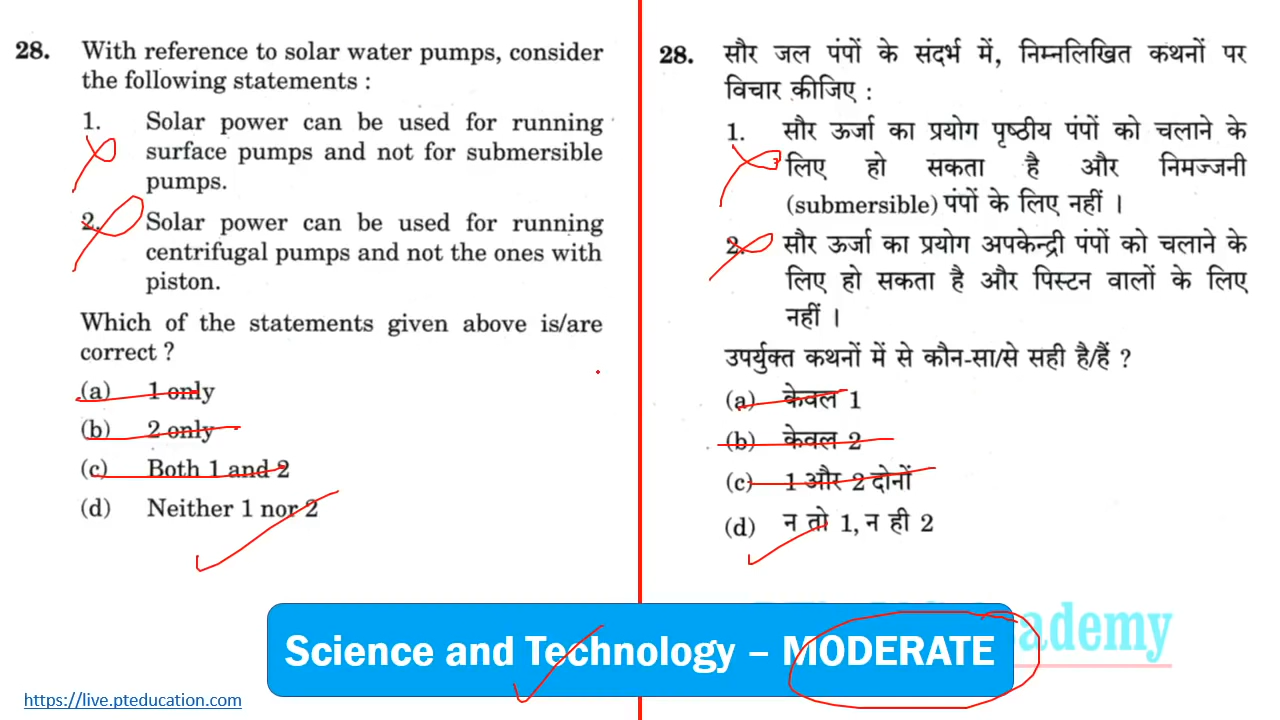 28. With reference to solar water pumps, consider
the following statements :
1. Solar power can be used for running
surface pumps and not for submersible
pumps.
2. Solar power can be used for running
centrifugal pumps and not the ones with
piston.
Which of the statements given above is/are
correct ?
(a) 1 only
(b) 2 only
(c) Both 1 and 2
(d) Neither 1 nor 2
28. सौर जल पंपों के संदर्भ में, निम्नलिखित कथनों पर
विचार कीजिए :
1. सौर ऊर्जा का प्रयोग पृष्ठीय पंपों को चलाने के
लिए हो सकता है और निमज्जनी
(submersible) पंपों के लिए नहीं ।
2. सौर ऊर्जा का प्रयोग अपकेन्द्री पंपों को चलाने के
लिए हो सकता है और पिस्टन वालों के लिए
नहीं ।
उपर्युक्त कथनों में से कौन-सा/से सही है/हैं ?
(a) केवल 1
(b) केवल 2
(c) 1 और 2 दोनों
(d) न तो 1, न ही 2
Science and Technology – MODERATE
https://live.pteducation.com